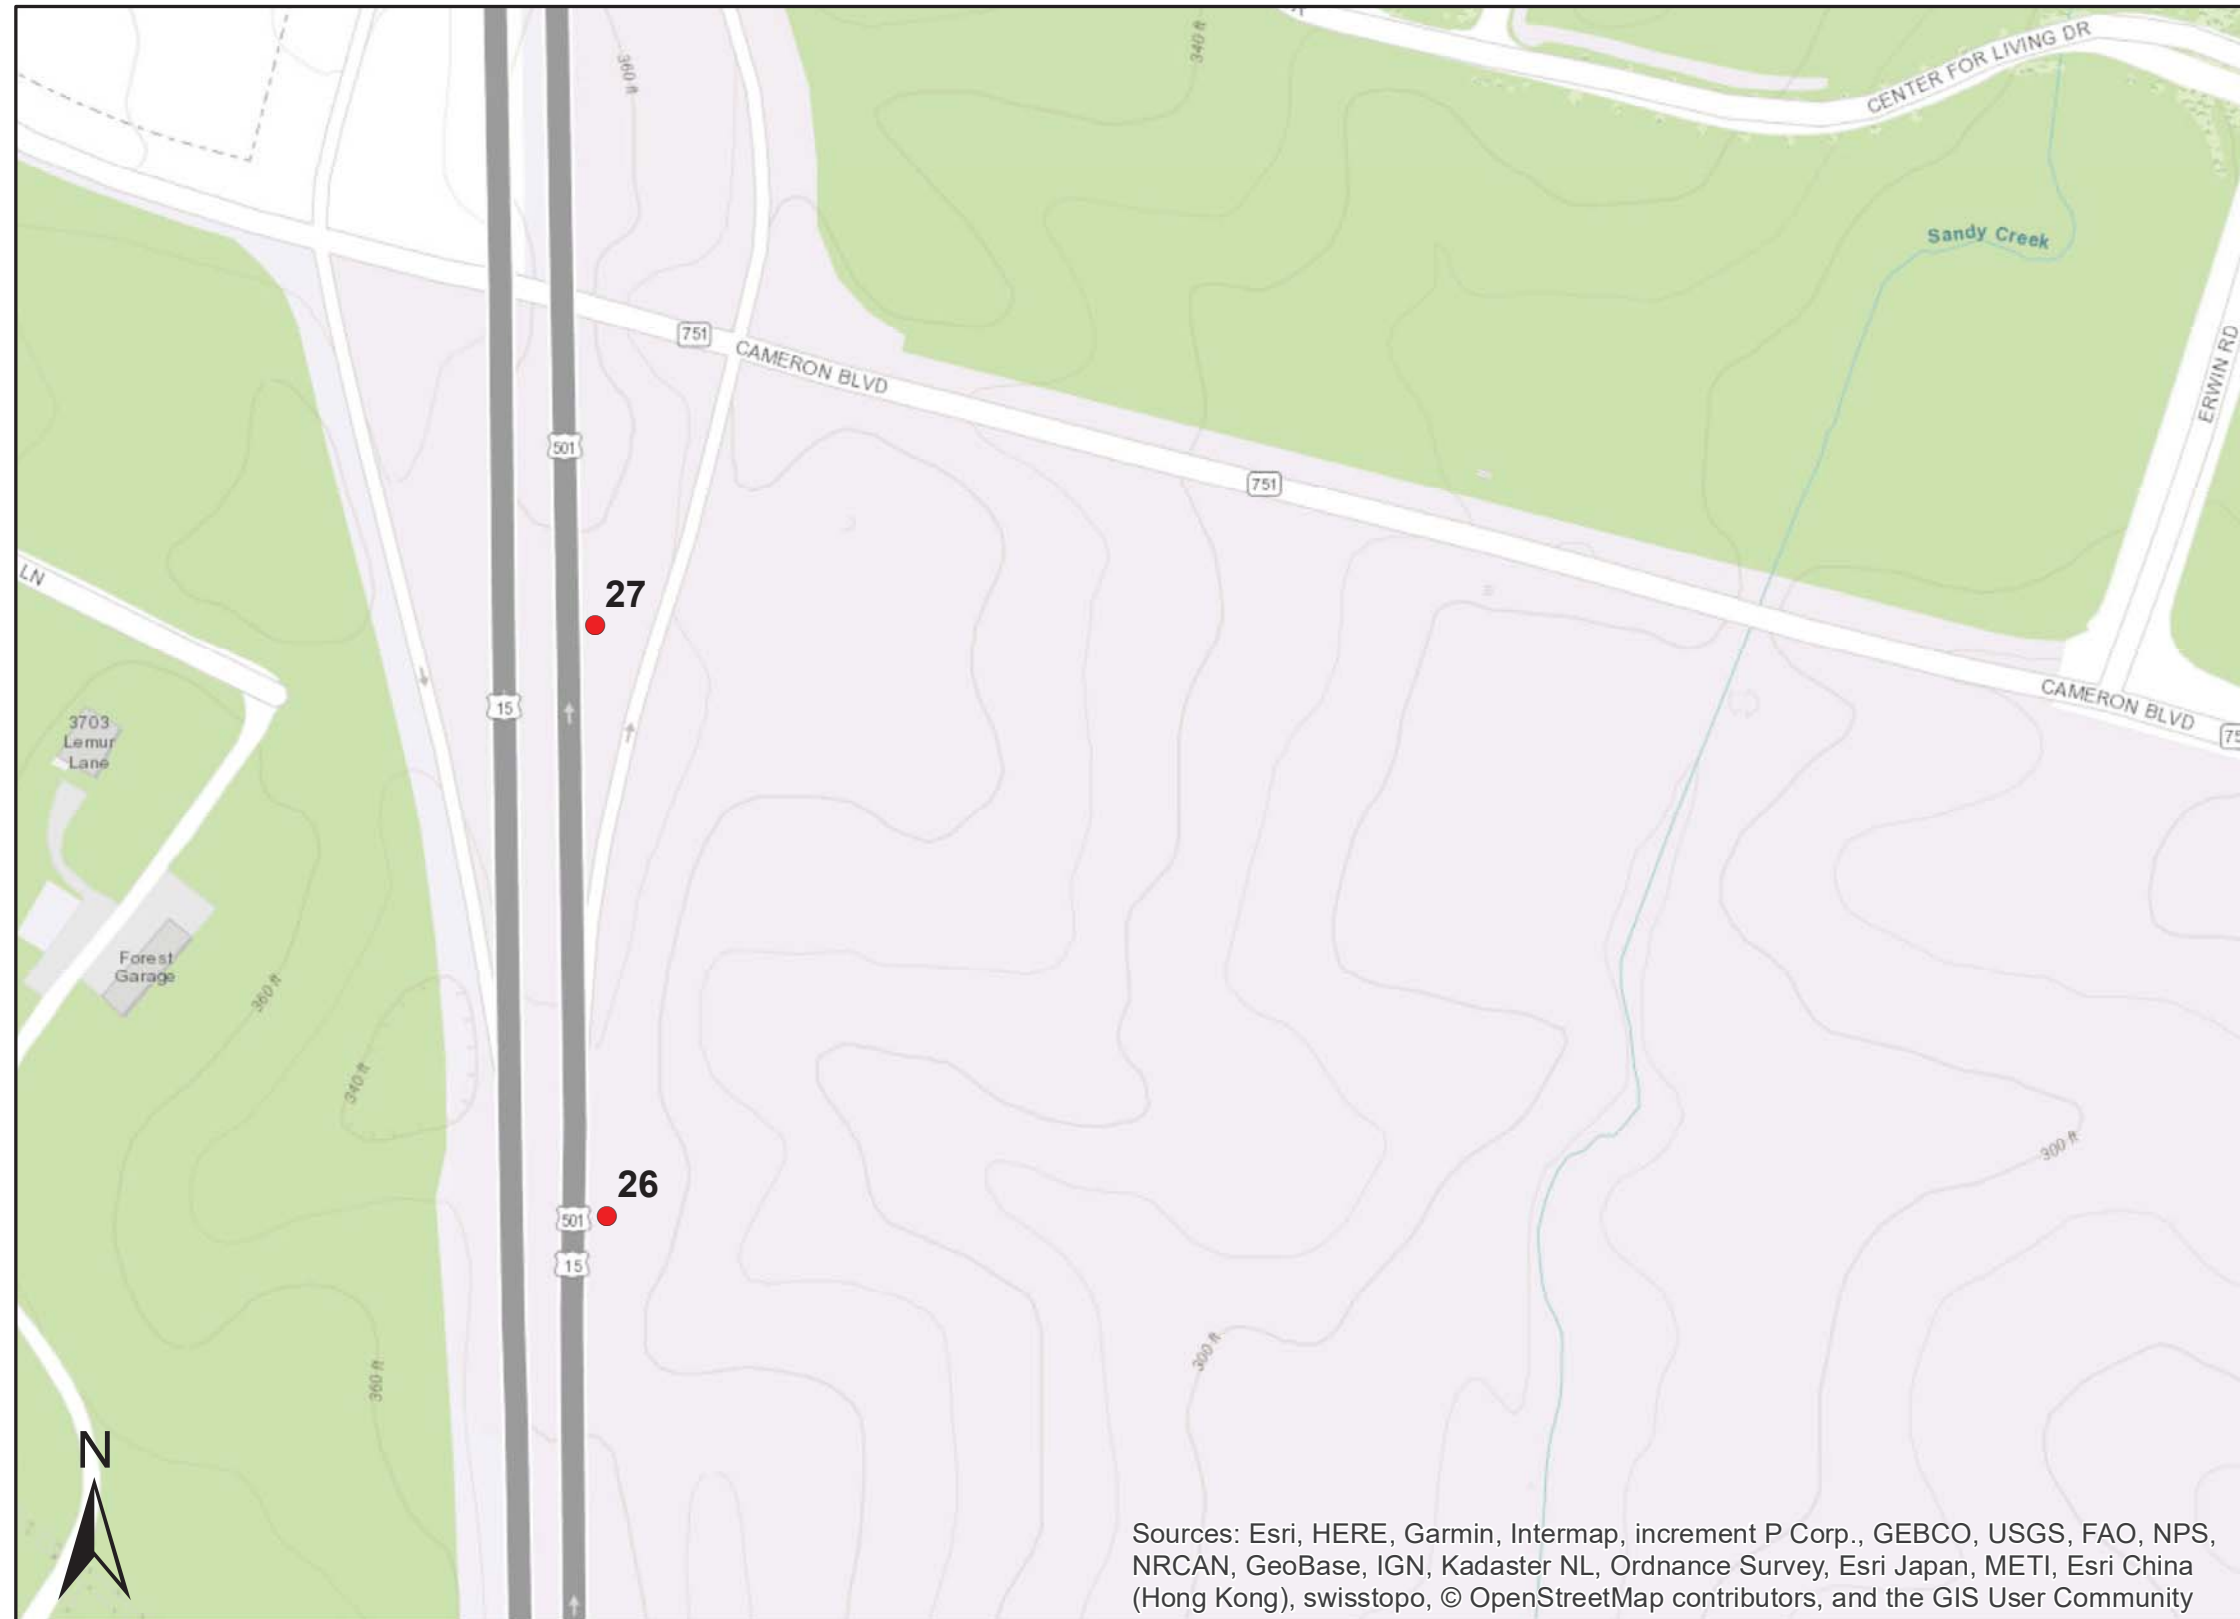 360 ft
340 ft
CENTER FOR LIVING DR
Sandy Creek
751
CAMERON BLVD
ERWIN RD
501
751
LN
27
15
3703
Lemur
Lane
CAMERON BLVD
Forest
Garage
360 ft
340 ft
300 ft
26
501
15
300 ft
360 ft
N
Sources: Esri, HERE, Garmin, Intermap, increment P Corp., GEBCO, USGS, FAO, NPS,
NRCAN, GeoBase, IGN, Kadaster NL, Ordnance Survey, Esri Japan, METI, Esri China
(Hong Kong), swisstopo, © OpenStreetMap contributors, and the GIS User Community